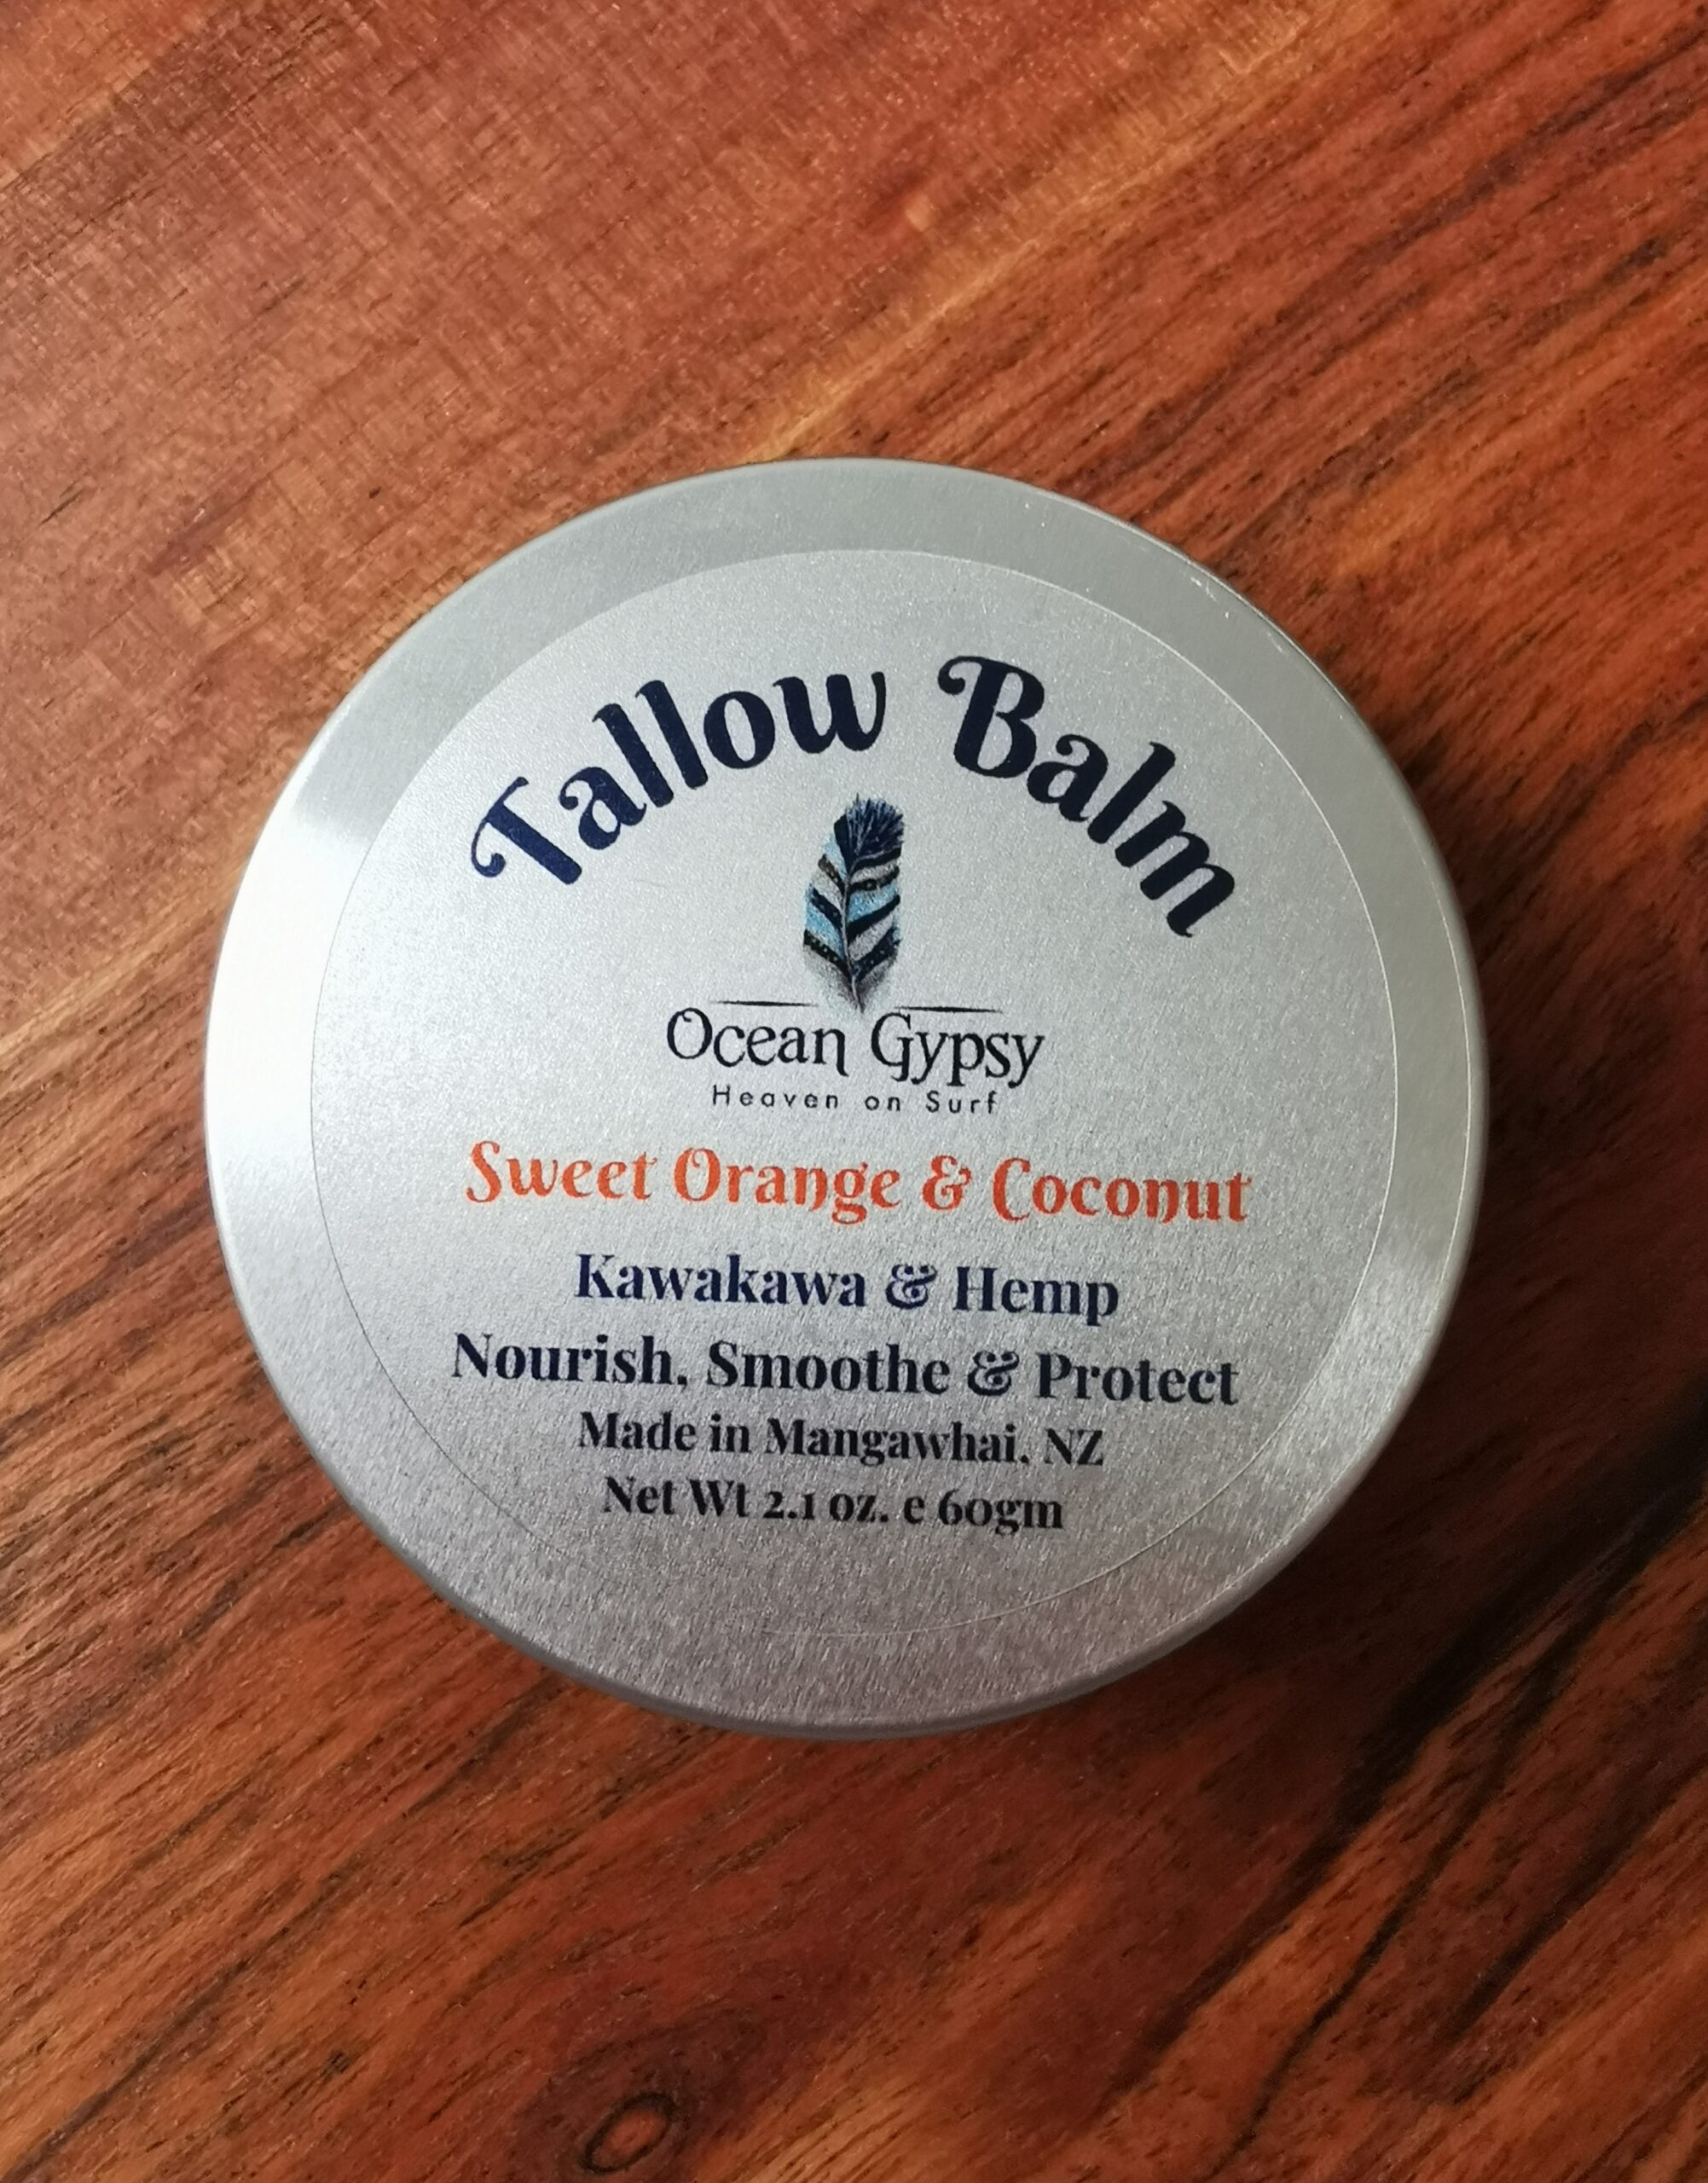 Tallow Balm
Ocean Gypsy
Heaven on Surf
Sweet Orange & Coconut
Kawakawa & Hemp
Nourish, Smoothe & Protect
Made in Mangawhai, NZ
Net Wt 2.1 oz. e 60gm